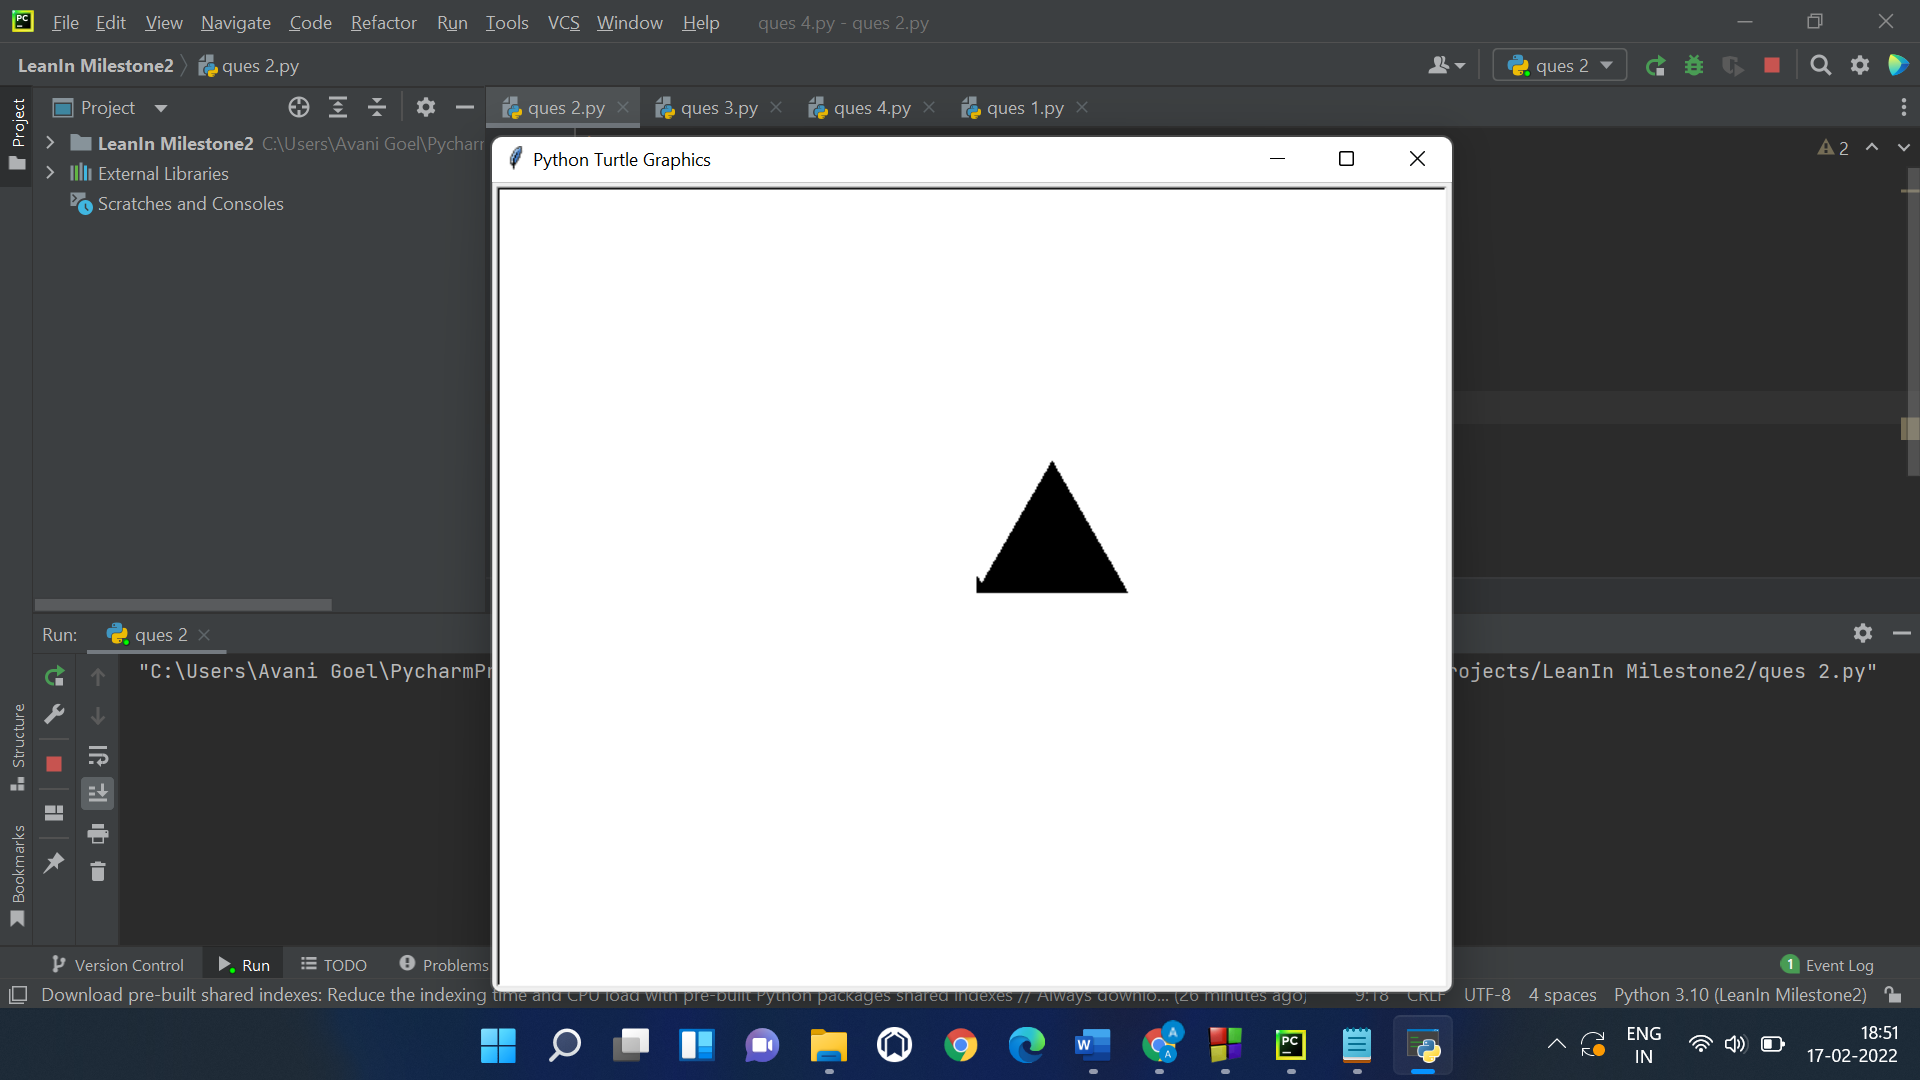 File Edit View Navigate Code Refactor Run Tools VCS Window Help ques 4.py - ques 2.py
LeanIn Milestone2 ques 2.py
ques 2
Project
Project
ques 2.py
ques 3.py
ques 4.py
ques 1.py
LeanIn Milestone2 C:\Users\Avani Goel\Pycharm
External Libraries
Scratches and Consoles
2
Python Turtle Graphics
Run: ques 2
"C:\Users\Avani Goel\PycharmPr
rojects/LeanIn Milestone2/ques 2.py"
Structure
Bookmarks
Version Control
Run
TODO
Problems
1 Event Log
Download pre-built shared indexes: Reduce the indexing time and CPU load with pre-built Python packages shared indexes // Always downlo... (26 minutes ago)
9:18 CRLF UTF-8 4 spaces Python 3.10 (LeanIn Milestone2)
ENG
IN
18:51
17-02-2022